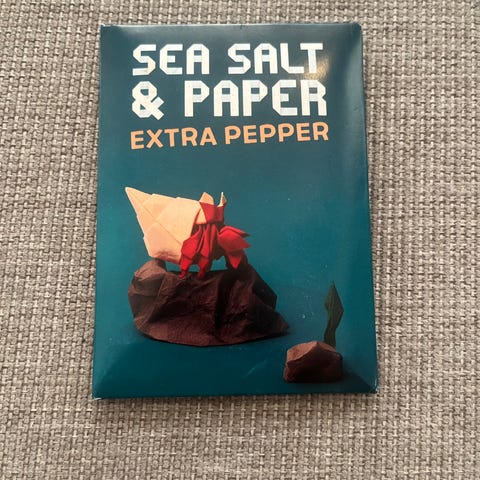 SEA SALT
& PAPER
EXTRA PEPPER